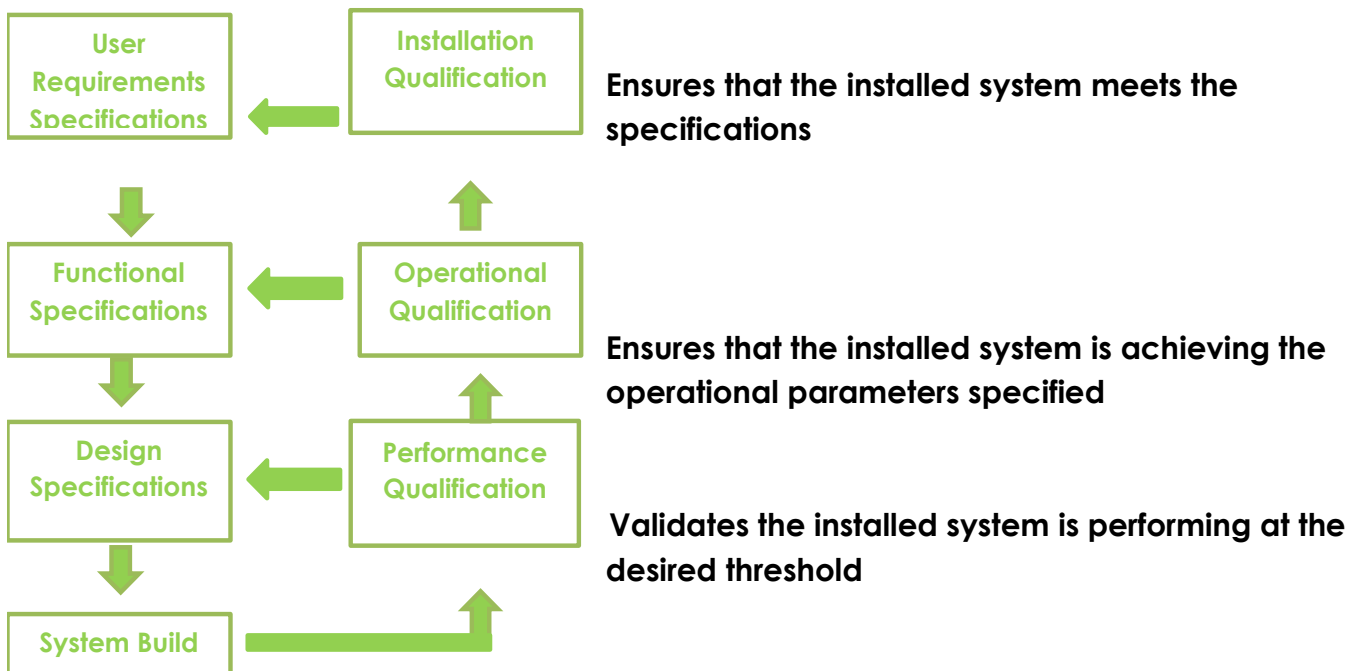 User
Requirements
Specifications
Installation
Qualification
Ensures that the installed system meets the
specifications
Functional
Specifications
Operational
Qualification
Ensures that the installed system is achieving the
operational parameters specified
Design
Specifications
Performance
Qualification
Validates the installed system is performing at the
desired threshold
System Build